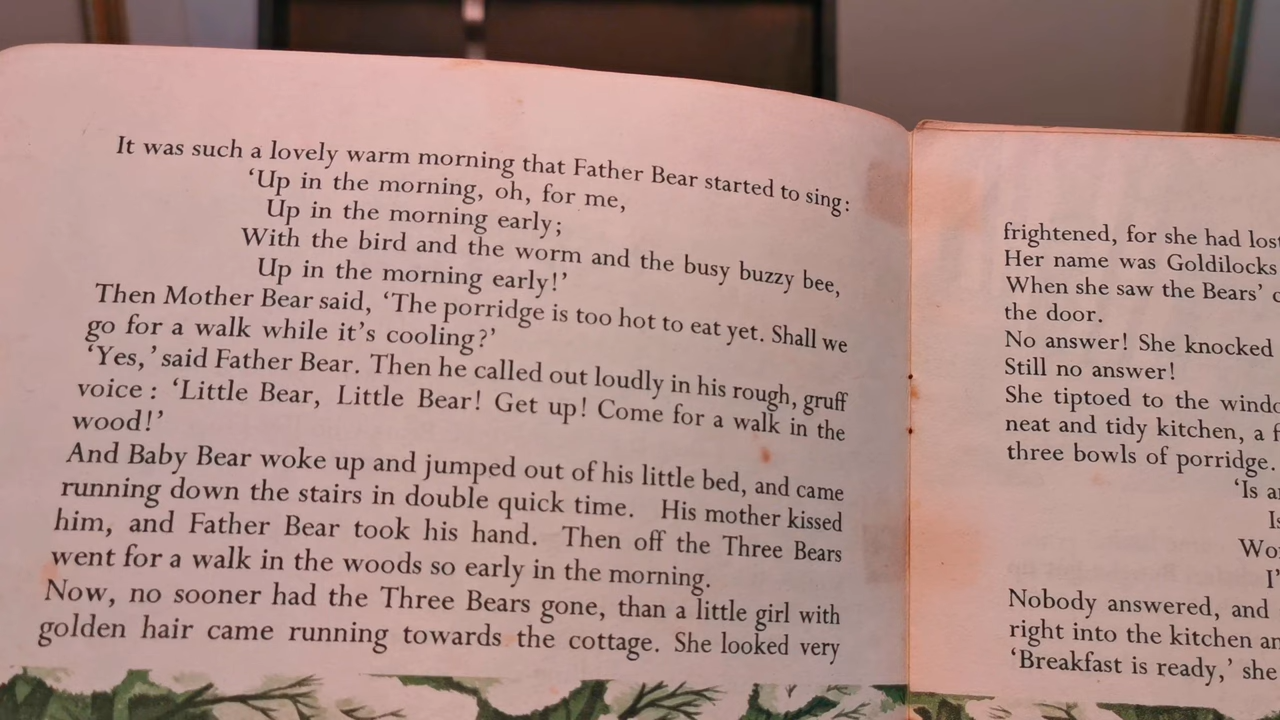 It was such a lovely warm morning that Father Bear started to sing:
‘Up in the morning, oh, for me,
Up in the morning early;
With the bird and the worm and the busy buzzy bee,
Up in the morning early!’
Then Mother Bear said, ‘The porridge is too hot to eat yet. Shall we
go for a walk while it’s cooling?’
‘Yes,’ said Father Bear. Then he called out loudly in his rough, gruff
voice : ‘Little Bear, Little Bear! Get up! Come for a walk in the
wood!’
And Baby Bear woke up and jumped out of his little bed, and came
running down the stairs in double quick time. His mother kissed
him, and Father Bear took his hand. Then off the Three Bears
went for a walk in the woods so early in the morning.
Now, no sooner had the Three Bears gone, than a little girl with
golden hair came running towards the cottage. She looked very
frightened, for she had lost
Her name was Goldilocks
When she saw the Bears’
the door.
No answer! She knocked
Still no answer!
She tiptoed to the
neat and tidy kitchen, a
three bowls of porridge.
‘Is
Nobody answered, and
right into the kitchen
‘Breakfast is ready,’ she